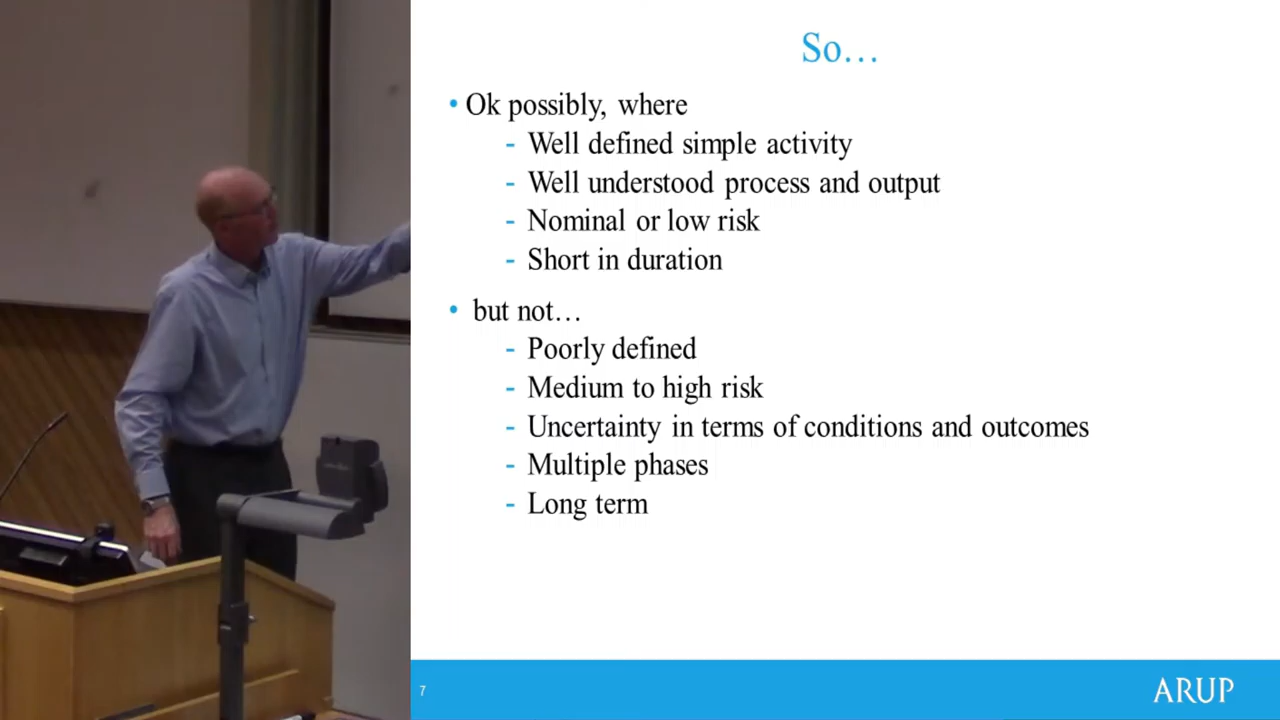 So…
• Ok possibly, where
- Well defined simple activity
- Well understood process and output
- Nominal or low risk
- Short in duration
• but not…
- Poorly defined
- Medium to high risk
- Uncertainty in terms of conditions and outcomes
- Multiple phases
- Long term
7
ARUP